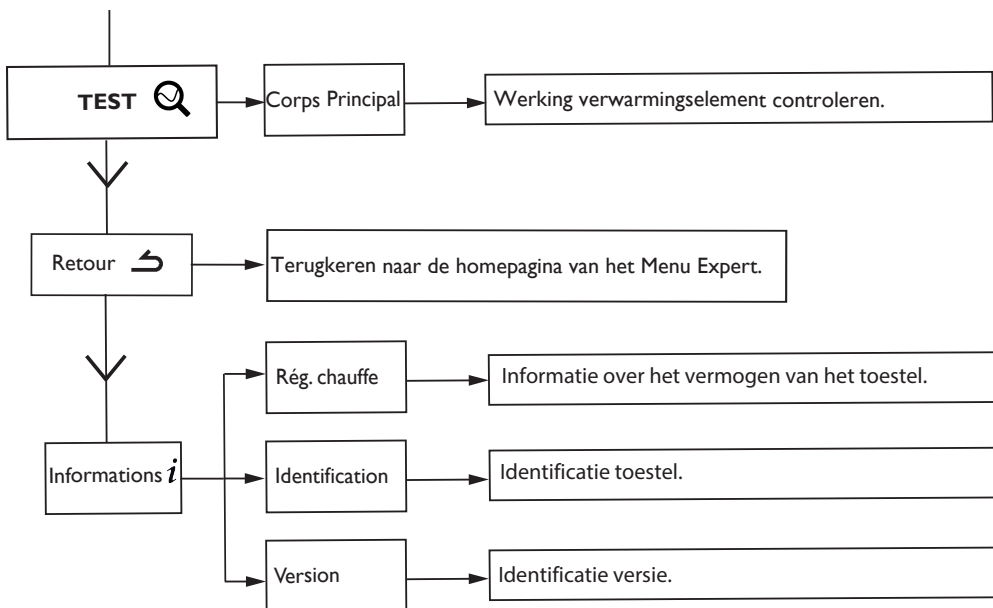 TEST
Corps Principal
Werking verwarmingselement controleren.
Retour
Terugkeren naar de homepagina van het Menu Expert.
Rég. chauffe
Informatie over het vermogen van het toestel.
Informations i
Identification
Identificatie toestel.
Version
Identificatie versie.